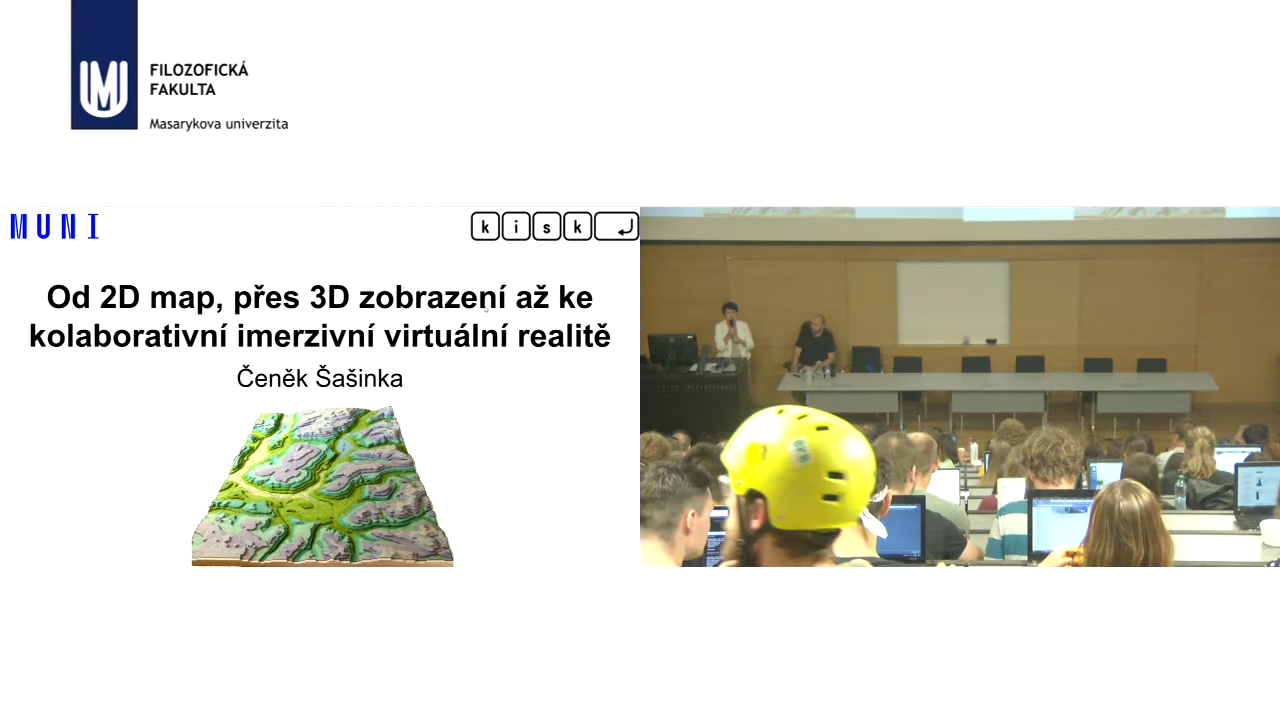 FILOZOFICKÁ
FAKULTA
Masarykova univerzita
MUNI
kisk
Od 2D map, přes 3D zobrazení až ke
kolaborativní imerzivní virtuální realitě
Čeněk Šašinka